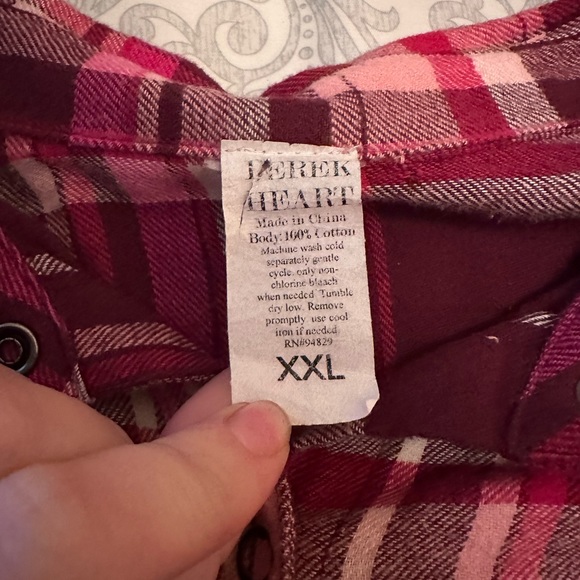 DEREK
HEART
Made in China
Body: 100% Cotton
Machine wash cold
separately gentle
cycle. only non-
chlorine bleach
when needed Tumble
dry low. Remove
promptly use cool
iron if needed
RN#94829
XXL